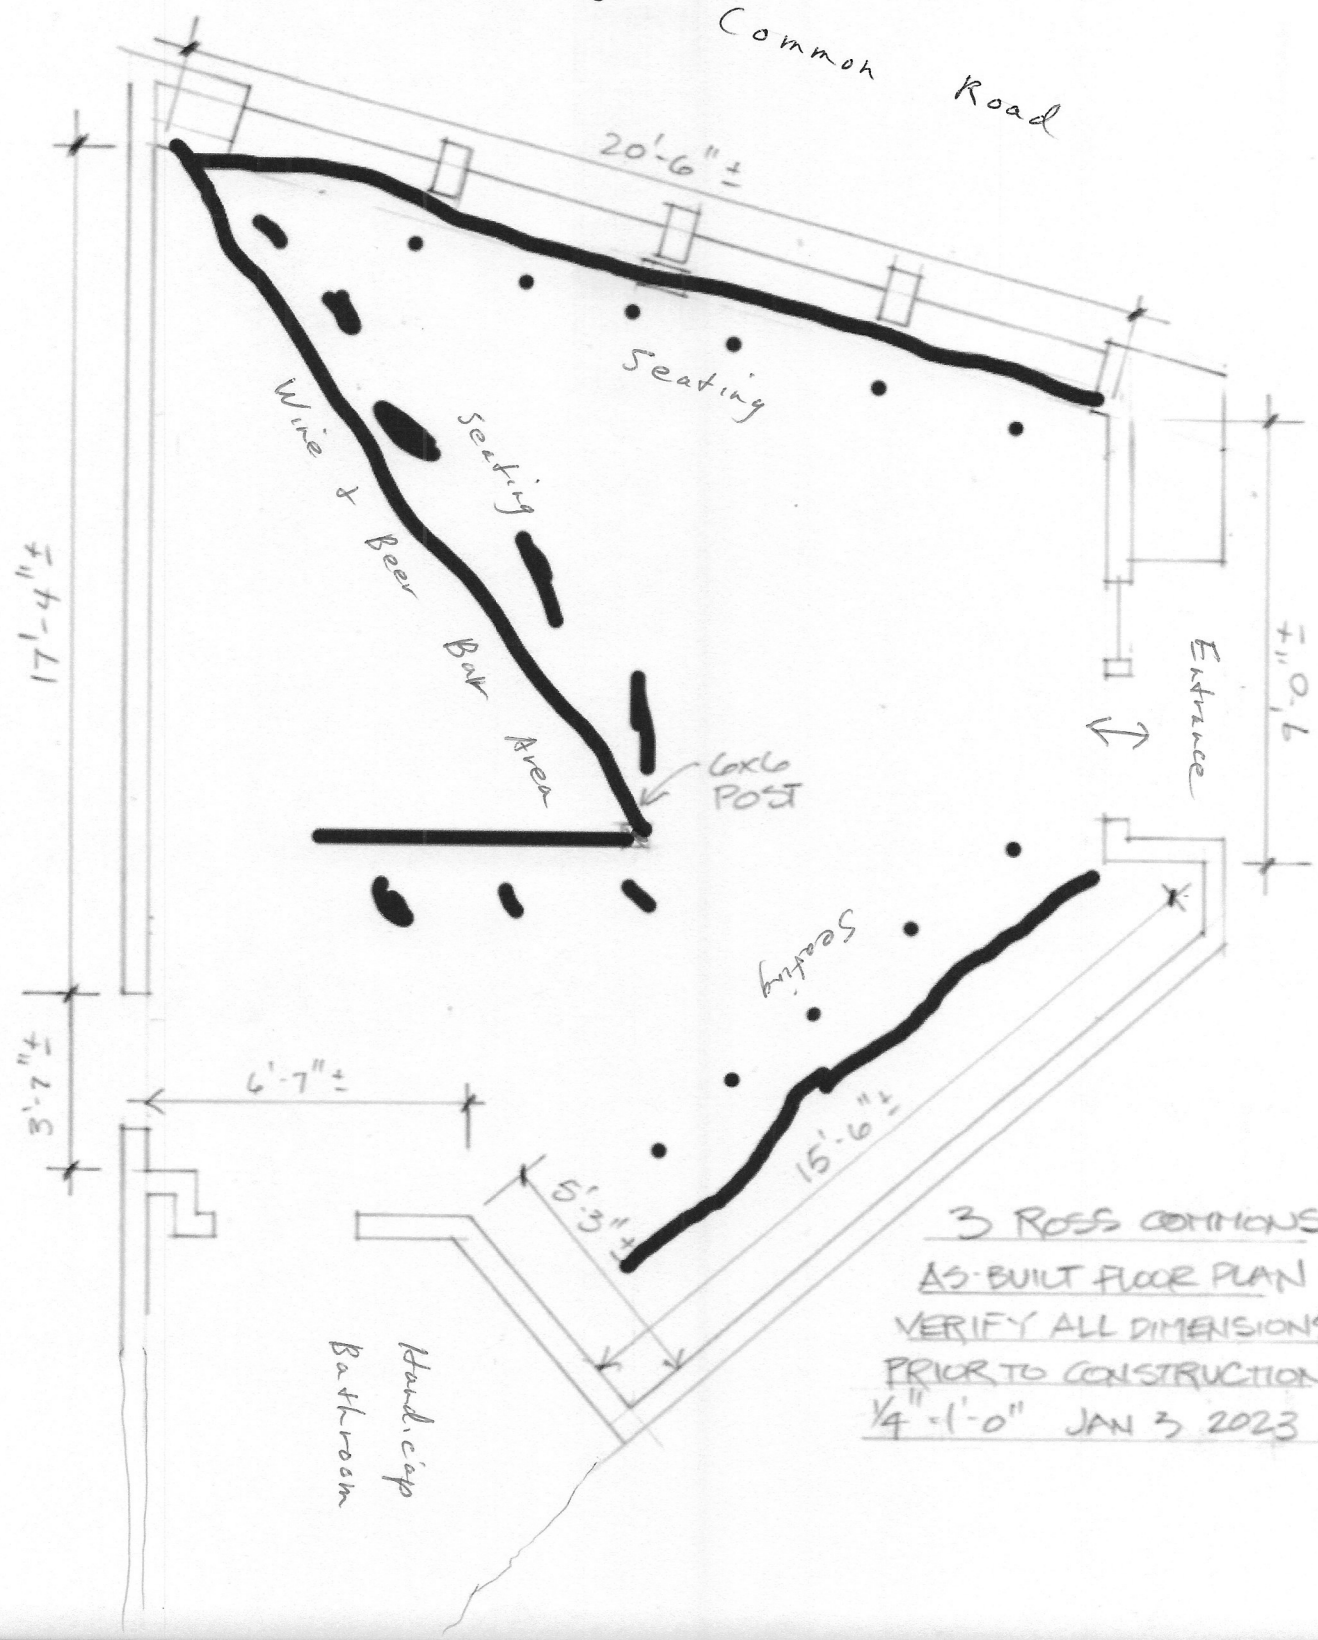 Common Road
20'-6" ±
Seating
Seating
Wine + Beer Bar Area
17'-4" ±
Entrance
9'-0" ±
6x6
POST
Seating
3'-2" ±
6'-7" ±
15'-6" ±
5'-3" ±
Handicap
Bathroom
3 ROSS COMMONS
AS-BUILT FLOOR PLAN
VERIFY ALL DIMENSIONS
PRIOR TO CONSTRUCTION
1/4"-1'-0" JAN 3 2023